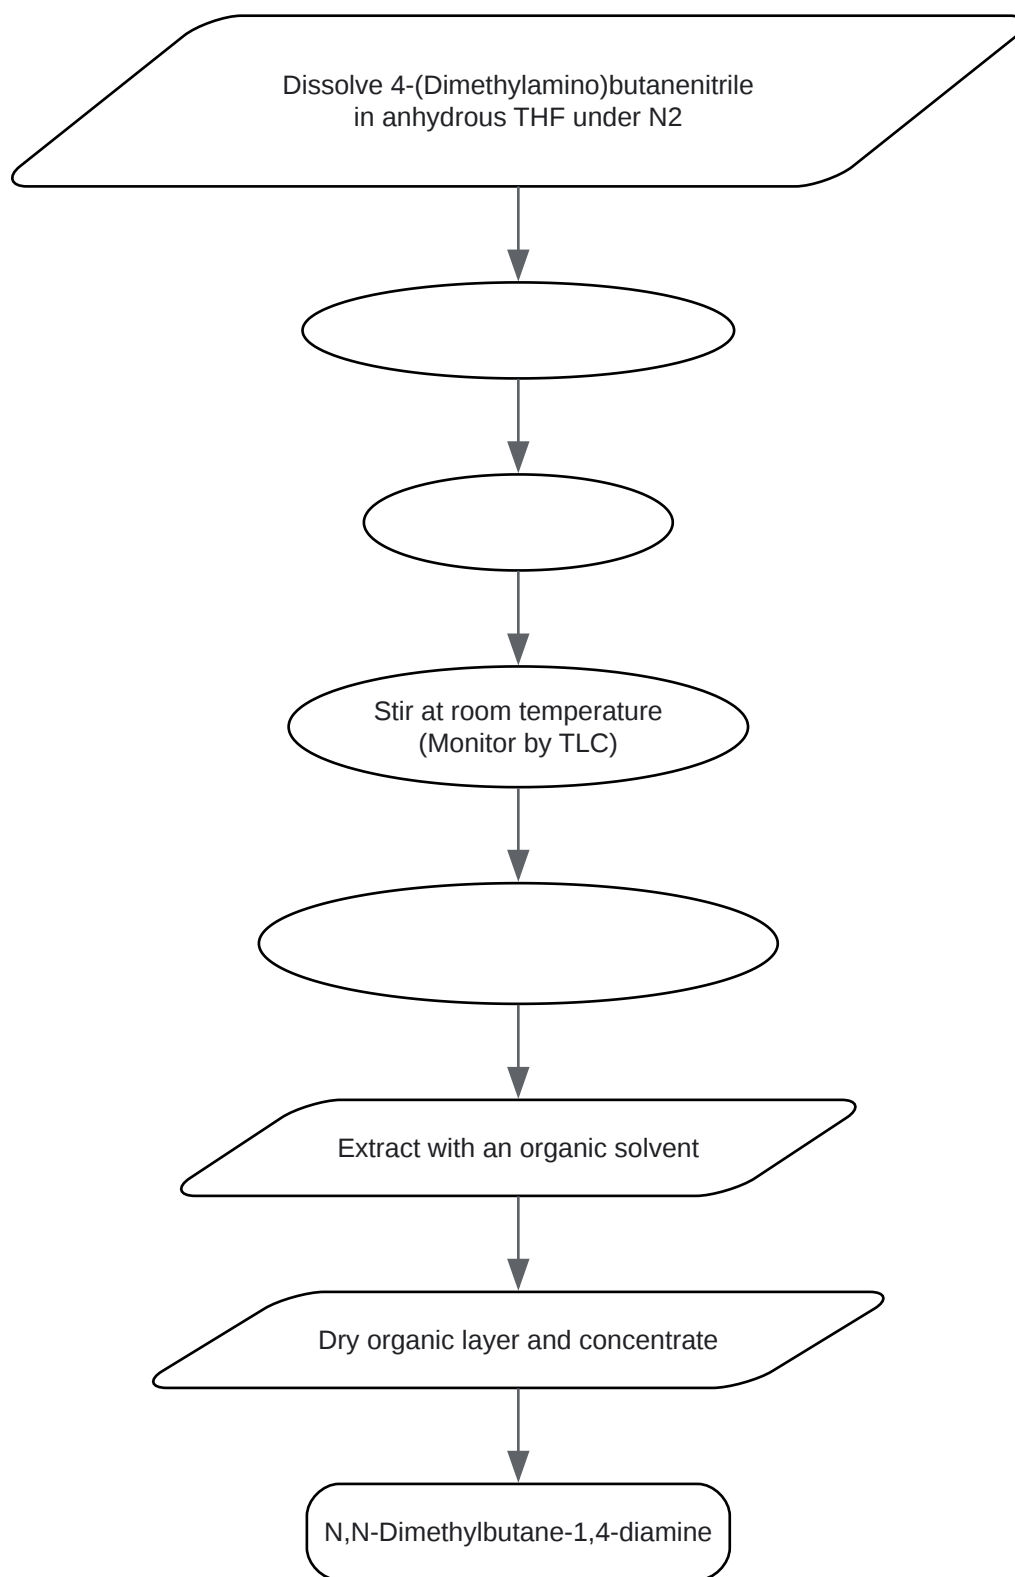 Dissolve 4-(Dimethylamino)butanenitrile
in anhydrous THF under N2
Stir at room temperature
(Monitor by TLC)
Extract with an organic solvent
Dry organic layer and concentrate
N,N-Dimethylbutane-1,4-diamine